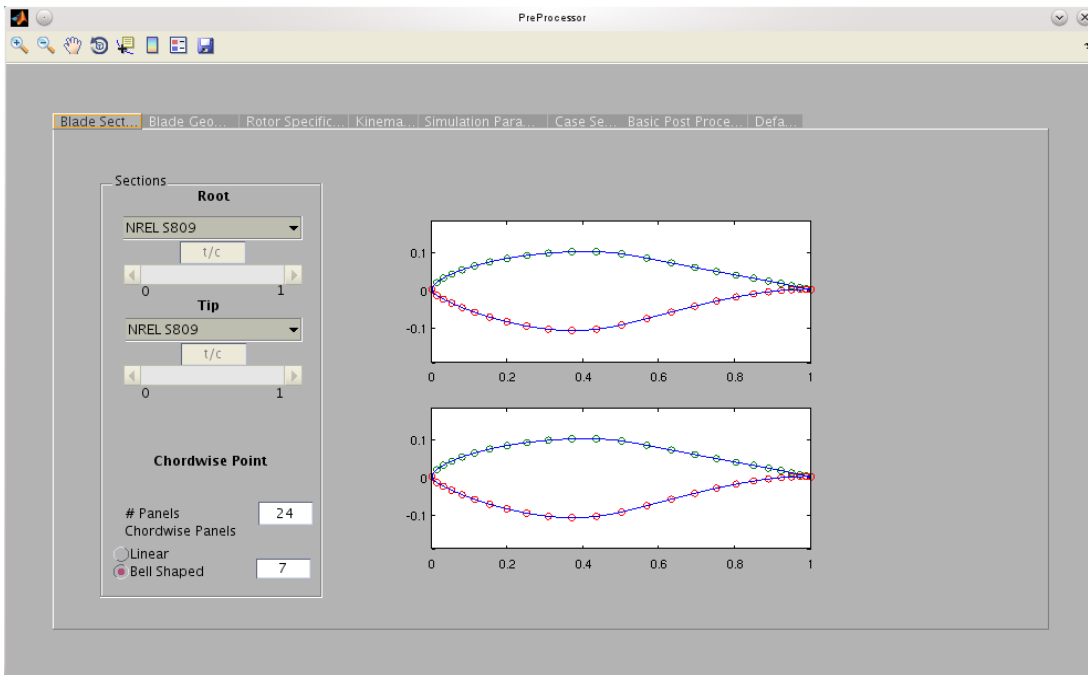 PreProcessor
Blade Sect... Blade Geo... Rotor Specific... Kinema... Simulation Para... Case Se... Basic Post Proce... Defa...
Sections
Root
NREL S809
t/c
0 1
Tip
NREL S809
t/c
0 1
Chordwise Point
# Panels 24
Chordwise Panels
Linear
Bell Shaped 7
0.1
0
-0.1
0 0.2 0.4 0.6 0.8 1
0.1
0
-0.1
0 0.2 0.4 0.6 0.8 1